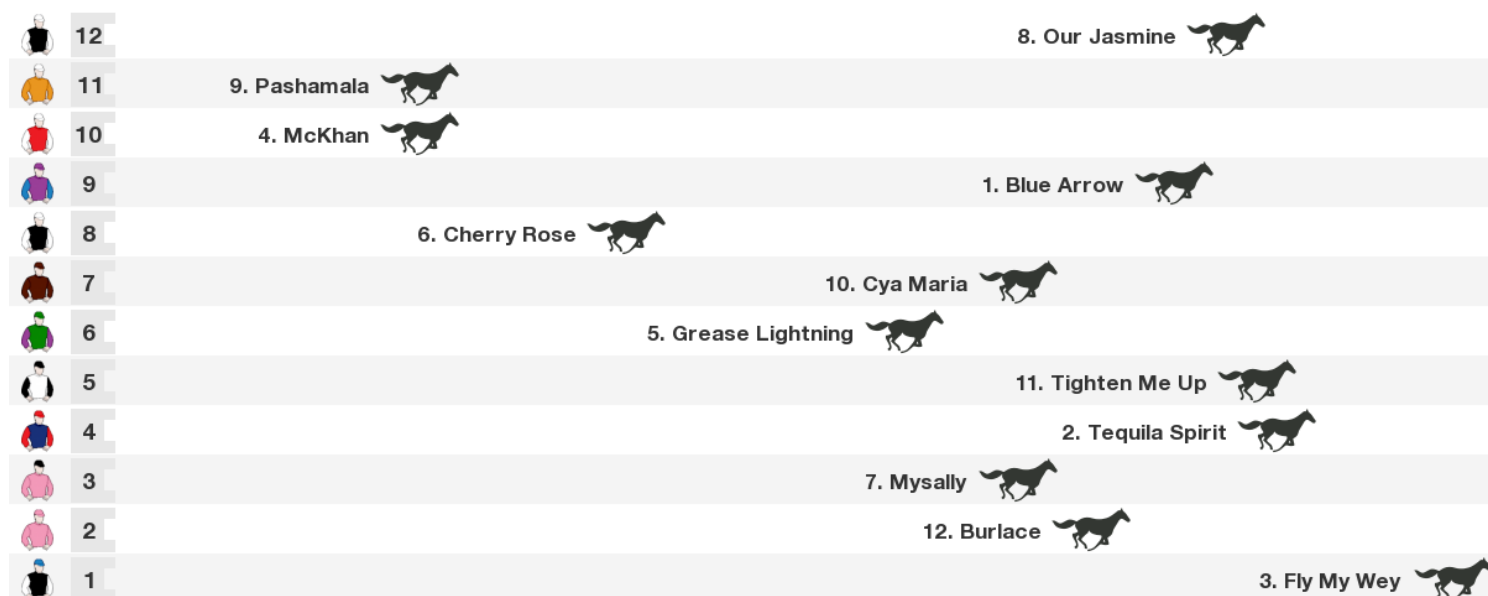 12 8. Our Jasmine
11 9. Pashamala
10 4. McKhan
9 1. Blue Arrow
8 6. Cherry Rose
7 10. Cya Maria
6 5. Grease Lightning
5 11. Tighten Me Up
4 2. Tequila Spirit
3 7. Mysally
2 12. Burlace
1 3. Fly My Wey